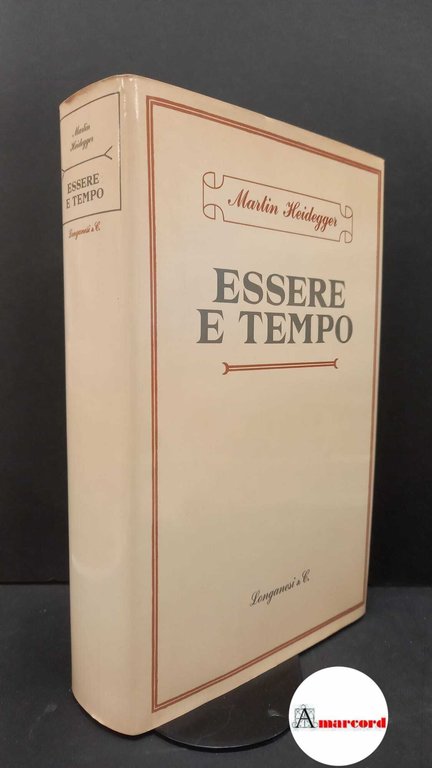 Martin
Heidegger
ESSERE
E TEMPO
Longanesi & C.
Martin Heidegger
ESSERE
E TEMPO
Longanesi & C.
Amarcord